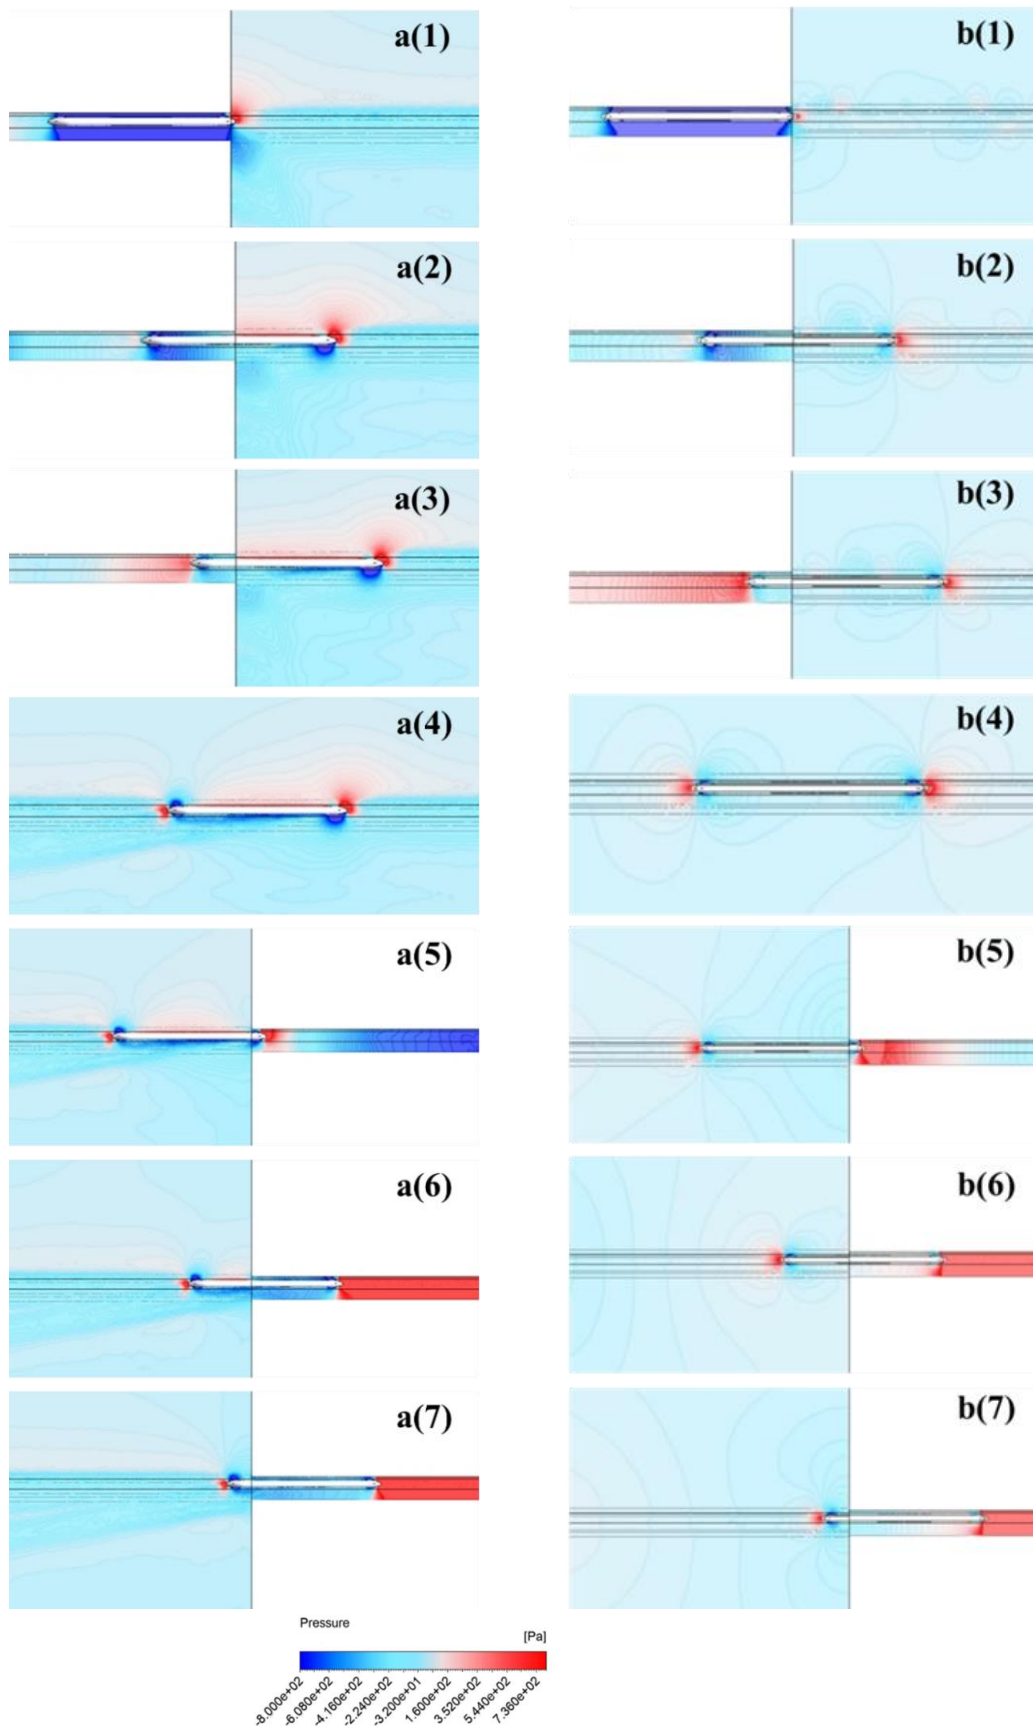 a(1) b(1)
a(2) b(2)
a(3) b(3)
a(4) b(4)
a(5) b(5)
a(6) b(6)
a(7) b(7)
Pressure
[Pa]
-8.000e+02 -6.080e+02 -4.160e+02 -2.240e+02 -3.200e+01 1.600e+02 3.520e+02 5.440e+02 7.360e+02